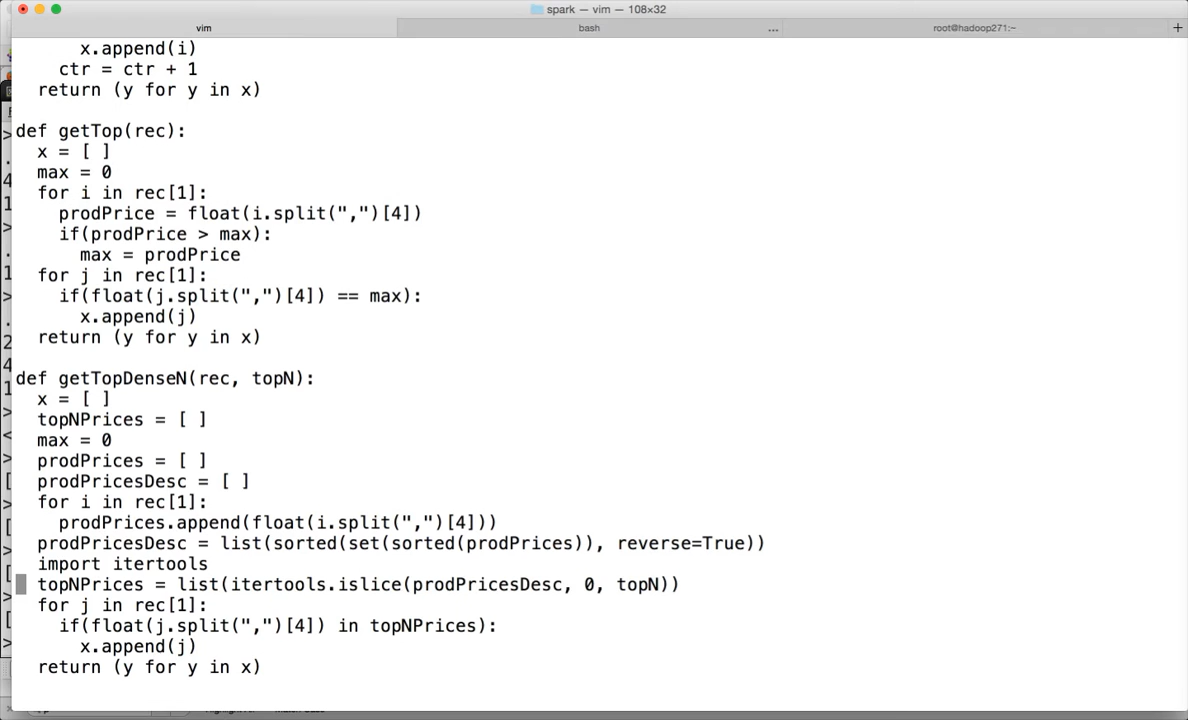 spark — vim — 108×32
vim
bash
...
root@hadoop271:~
+
x.append(i)
ctr = ctr + 1
return (y for y in x)
def getTop(rec):
x = [ ]
max = 0
for i in rec[1]:
prodPrice = float(i.split(",")[4])
if(prodPrice > max):
max = prodPrice
for j in rec[1]:
if(float(j.split(",")[4]) == max):
x.append(j)
return (y for y in x)
def getTopDenseN(rec, topN):
x = [ ]
topNPrices = [ ]
max = 0
prodPrices = [ ]
prodPricesDesc = [ ]
for i in rec[1]:
prodPrices.append(float(i.split(",")[4]))
prodPricesDesc = list(sorted(set(sorted(prodPrices)), reverse=True))
import itertools
topNPrices = list(itertools.islice(prodPricesDesc, 0, topN))
for j in rec[1]:
if(float(j.split(",")[4]) in topNPrices):
x.append(j)
return (y for y in x)